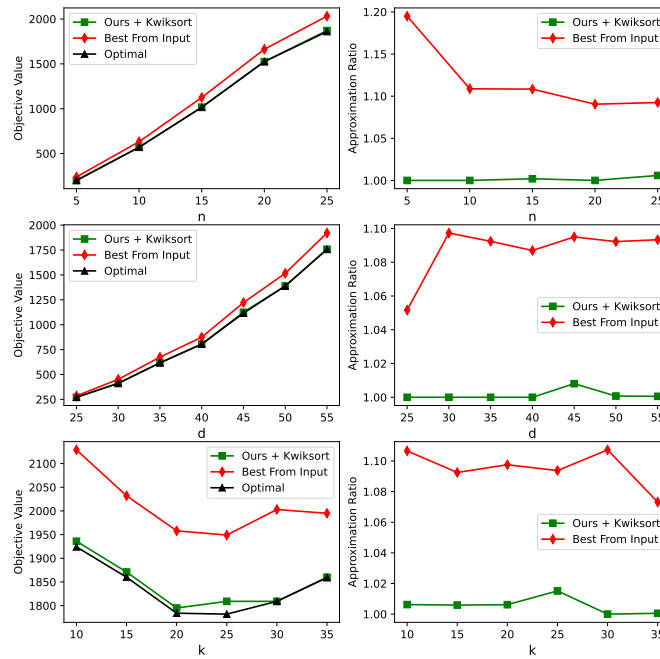 Objective Value
2000
1500
1000
500
Ours + Kwiksort
Best From Input
Optimal
5 10 15 20 25
n
Approximation Ratio
1.20
1.15
1.10
1.05
1.00
Ours + Kwiksort
Best From Input
5 10 15 20 25
n
Objective Value
2000
1750
1500
1250
1000
750
500
250
Ours + Kwiksort
Best From Input
Optimal
25 30 35 40 45 50 55
d
Approximation Ratio
1.10
1.08
1.06
1.04
1.02
1.00
Ours + Kwiksort
Best From Input
25 30 35 40 45 50 55
d
Objective Value
2100
2050
2000
1950
1900
1850
1800
Ours + Kwiksort
Best From Input
Optimal
10 15 20 25 30 35
k
Approximation Ratio
1.10
1.08
1.06
1.04
1.02
1.00
Ours + Kwiksort
Best From Input
10 15 20 25 30 35
k